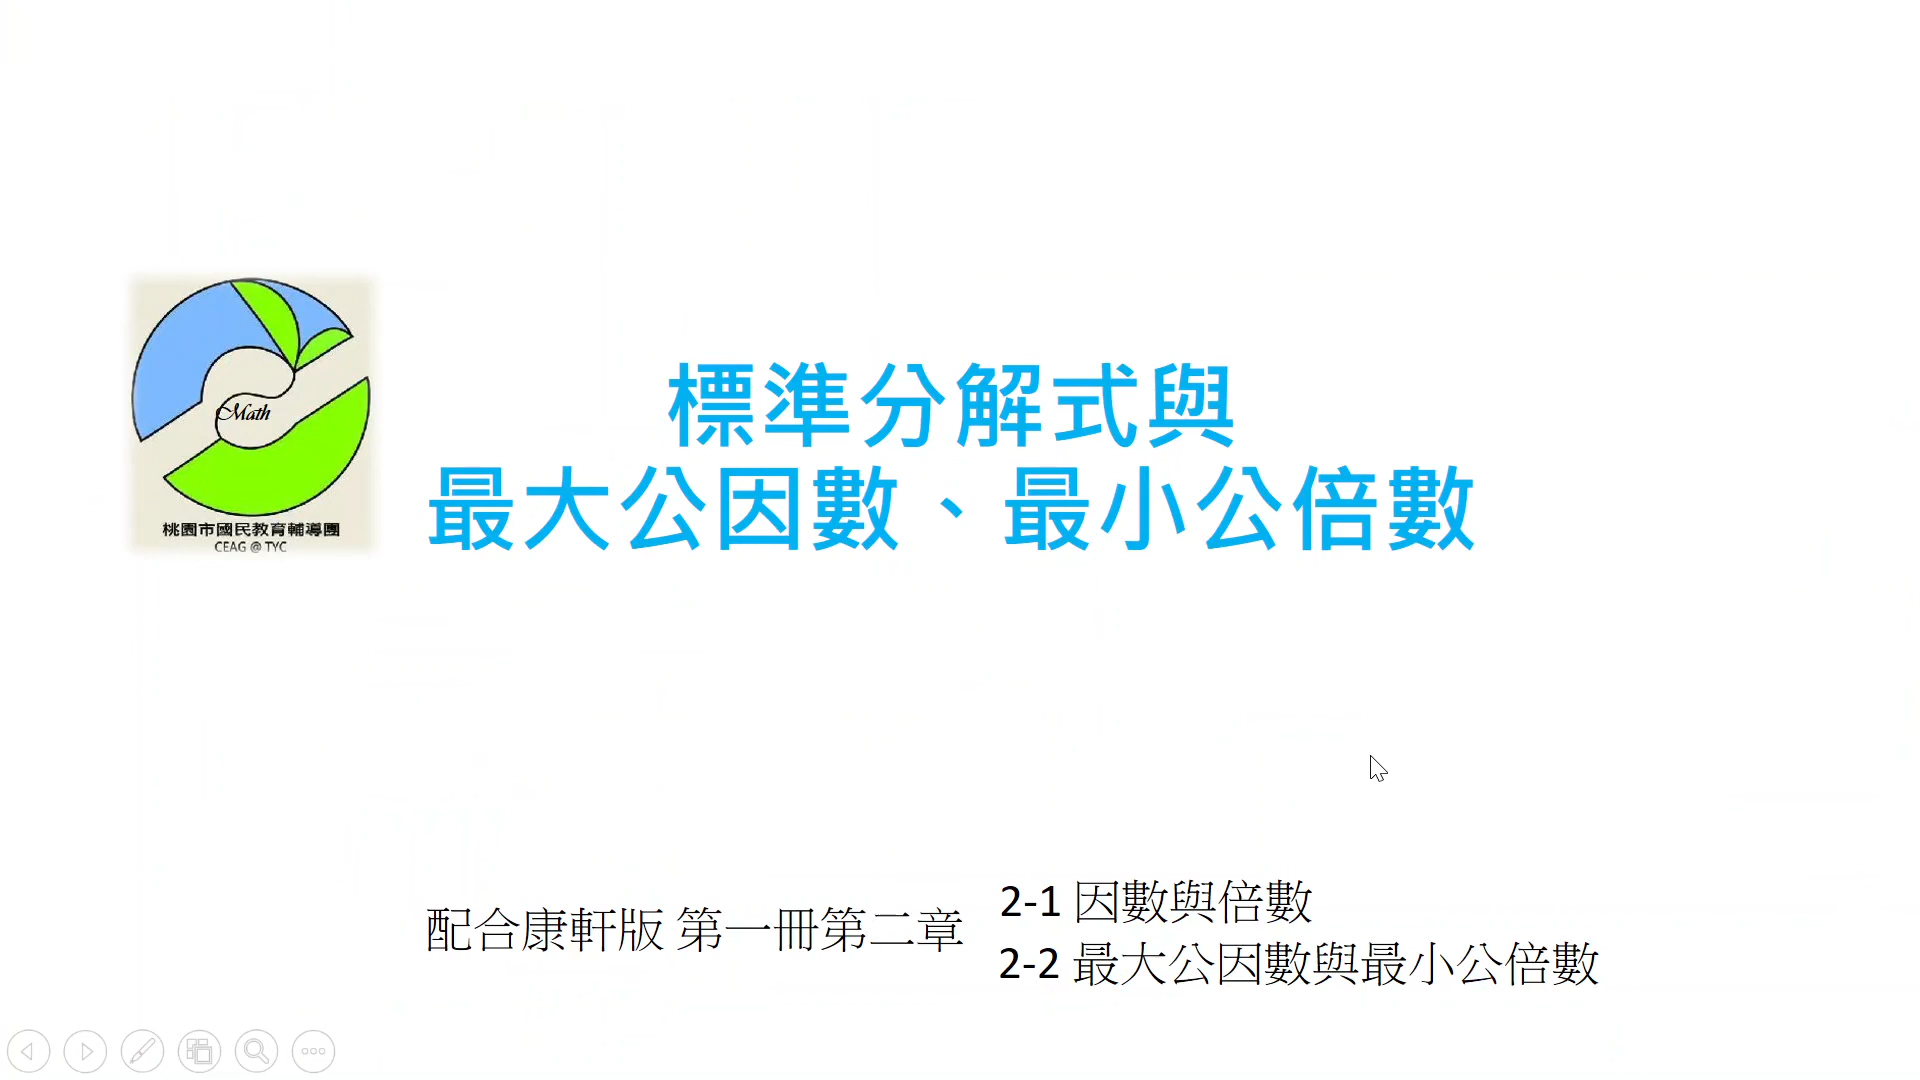 Math
桃園市國民教育輔導團
CEAG @ TYC
標準分解式與
最大公因數、最小公倍數
配合康軒版 第一冊第二章
2-1 因數與倍數
2-2 最大公因數與最小公倍數